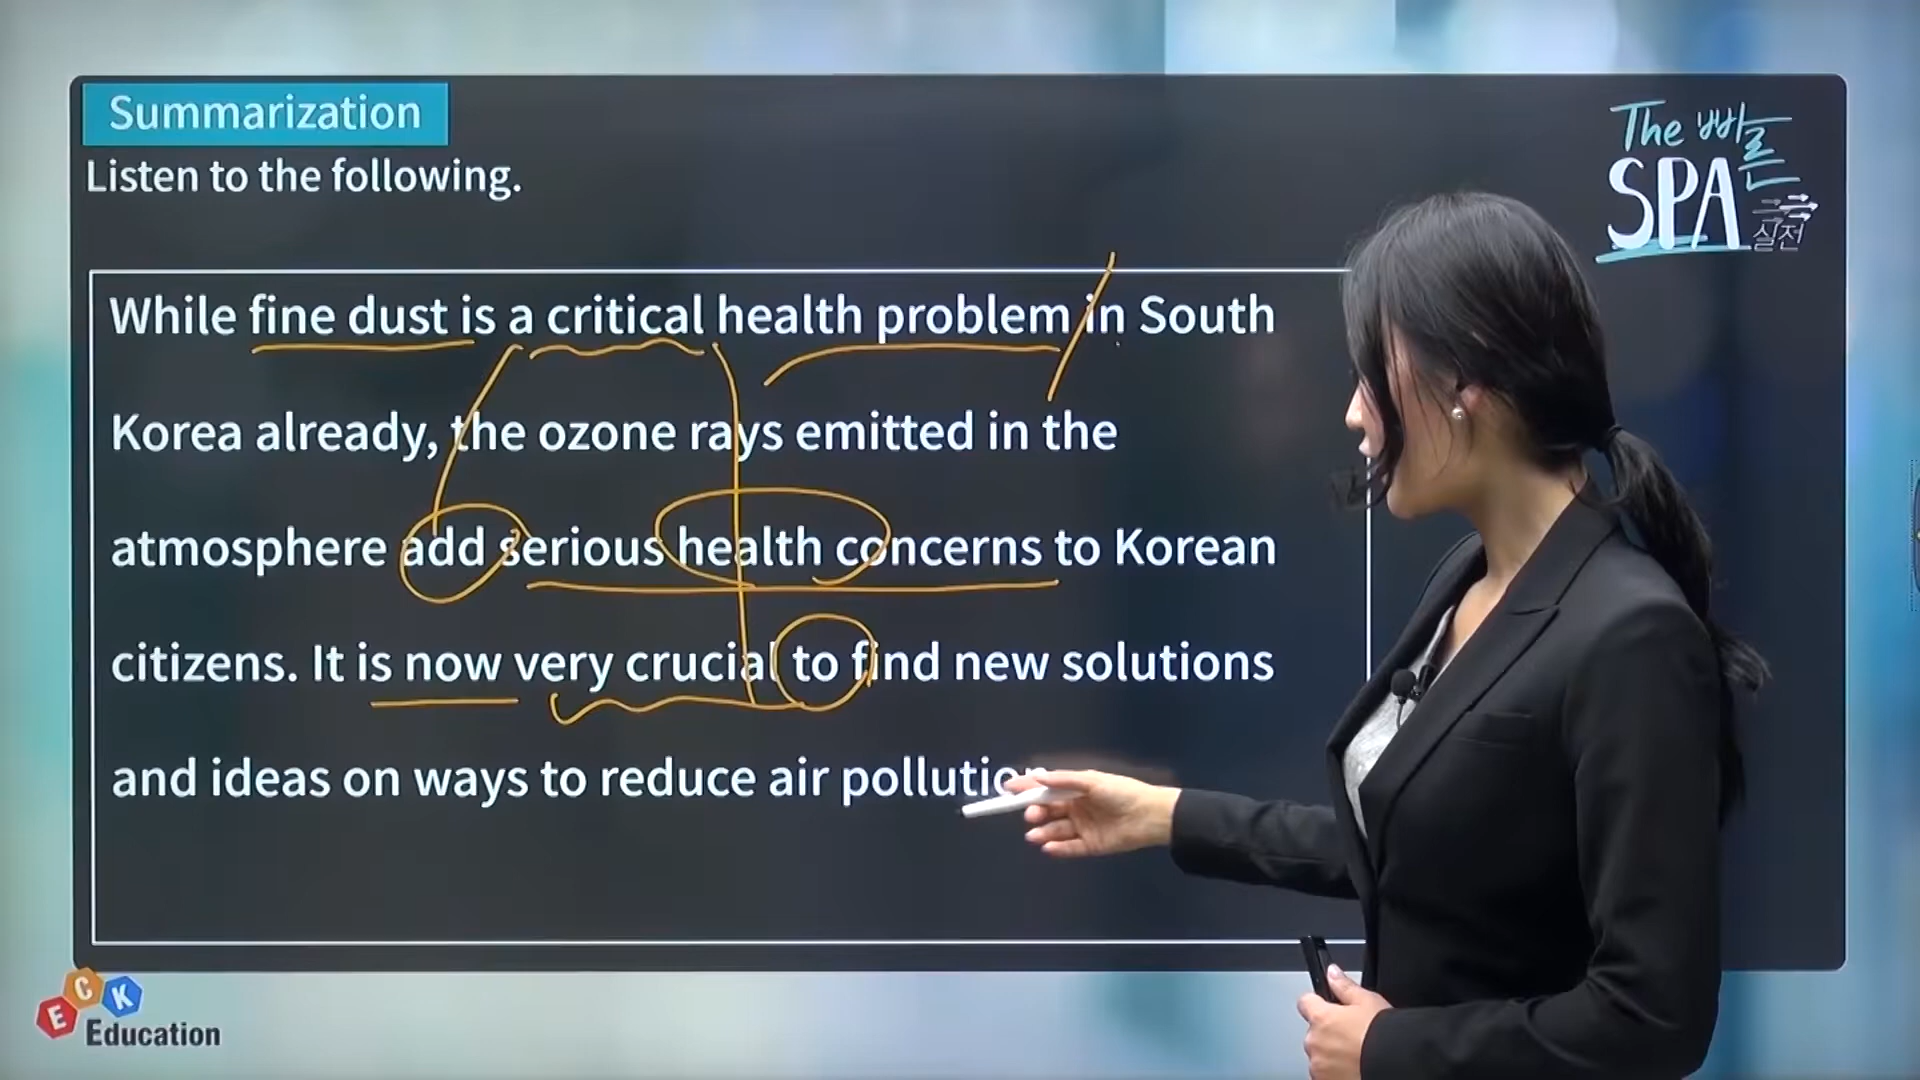 Summarization
The 빠른
SPA
실전
Listen to the following.
While fine dust is a critical health problem in South
Korea already, the ozone rays emitted in the
atmosphere add serious health concerns to Korean
citizens. It is now very crucial to find new solutions
and ideas on ways to reduce air pollution
ECK
Education